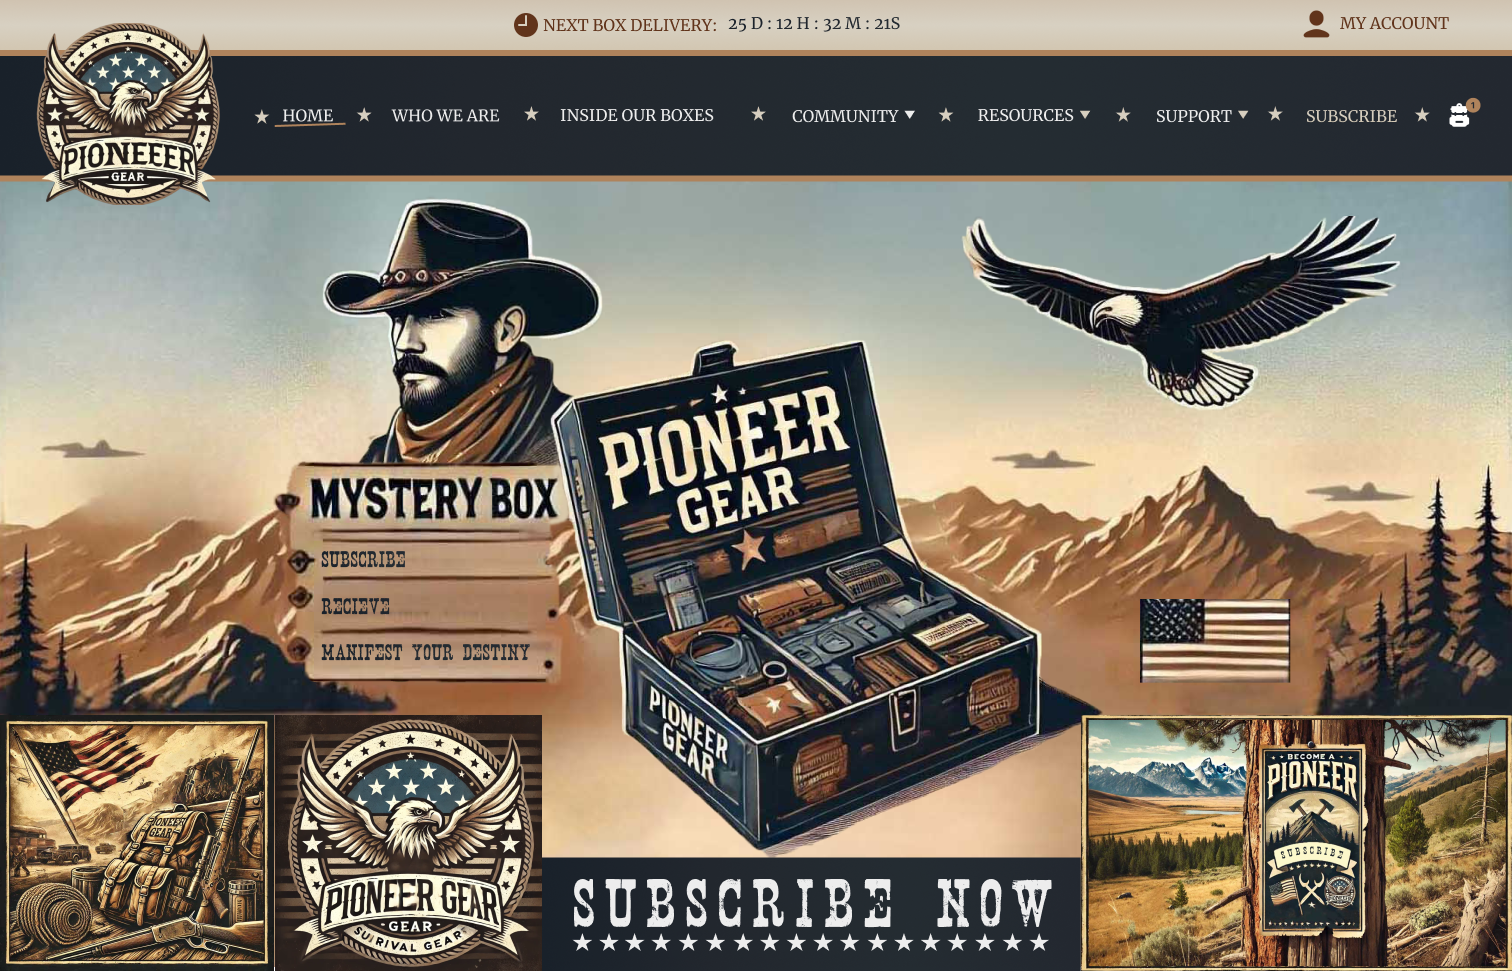 NEXT BOX DELIVERY: 25 D : 12 H : 32 M : 21S
MY ACCOUNT
PIONEFER
GEAR
HOME
WHO WE ARE
INSIDE OUR BOXES
COMMUNITY
RESOURCES
SUPPORT
SUBSCRIBE
1
PIONEER
GEAR
MYSTERY BOX
SUBSCRIBE
RECIEVE
MANIFEST YOUR DESTINY
PIONEER
GEAR
PIONEER
GEAR
PIONEER GEAR
GEAR
SURIVAL GEAR
SUBSCRIBE NOW
BECOME A
PIONEER
SUBSCRIBE